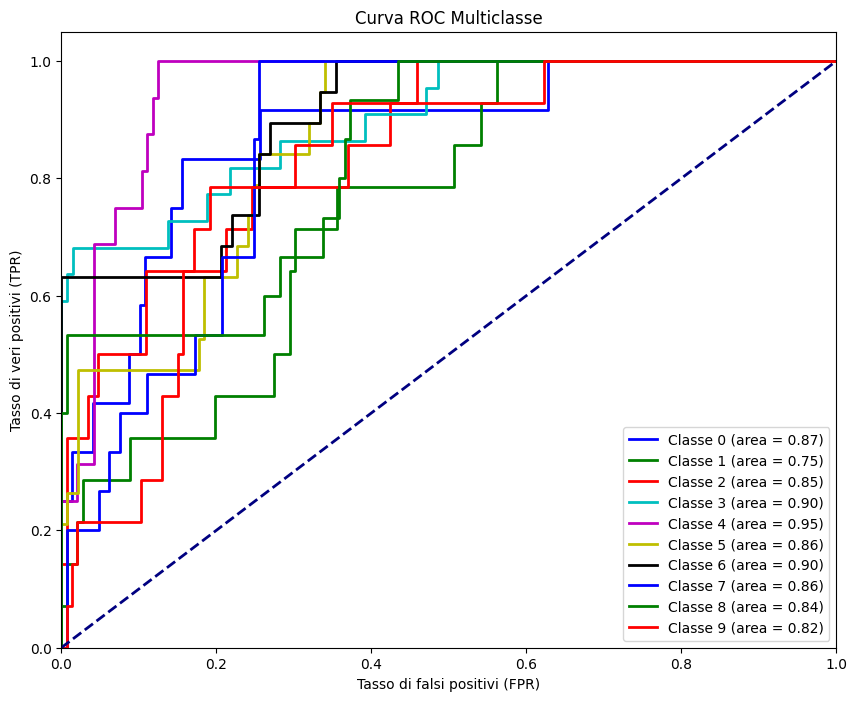 Curva ROC Multiclasse
Tasso di veri positivi (TPR)
1.0
0.8
0.6
0.4
0.2
0.0
Classe 0 (area = 0.87)
Classe 1 (area = 0.75)
Classe 2 (area = 0.85)
Classe 3 (area = 0.90)
Classe 4 (area = 0.95)
Classe 5 (area = 0.86)
Classe 6 (area = 0.90)
Classe 7 (area = 0.86)
Classe 8 (area = 0.84)
Classe 9 (area = 0.82)
0.0 0.2 0.4 0.6 0.8 1.0
Tasso di falsi positivi (FPR)